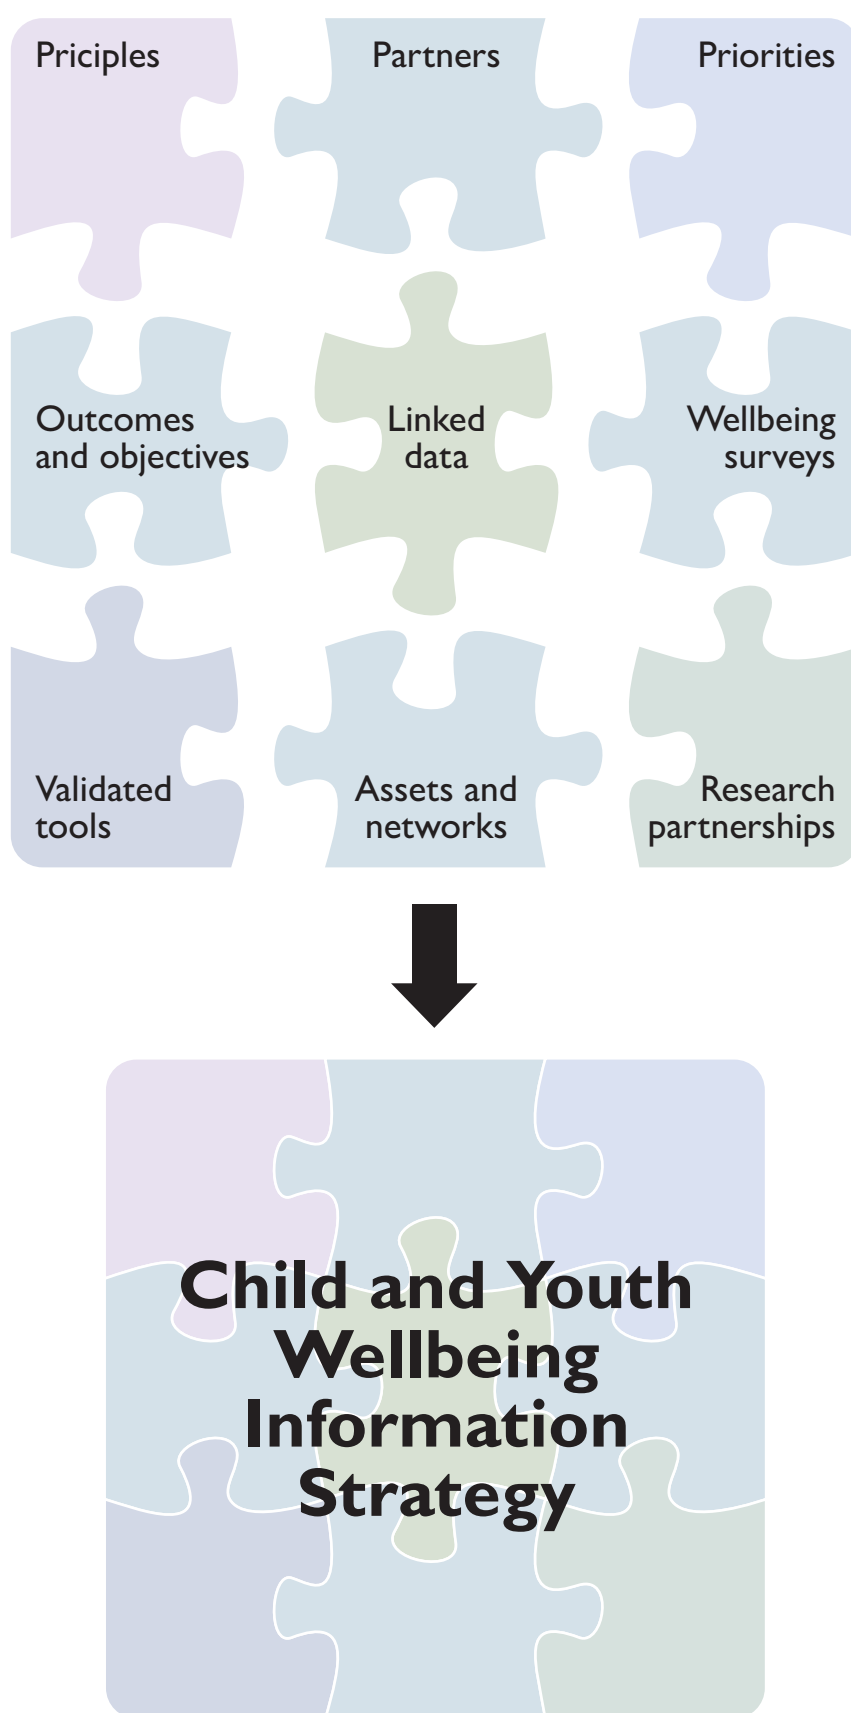 Priciples
Partners
Priorities
Outcomes
and objectives
Linked
data
Wellbeing
surveys
Validated
tools
Assets and
networks
Research
partnerships
Child and Youth
Wellbeing
Information
Strategy